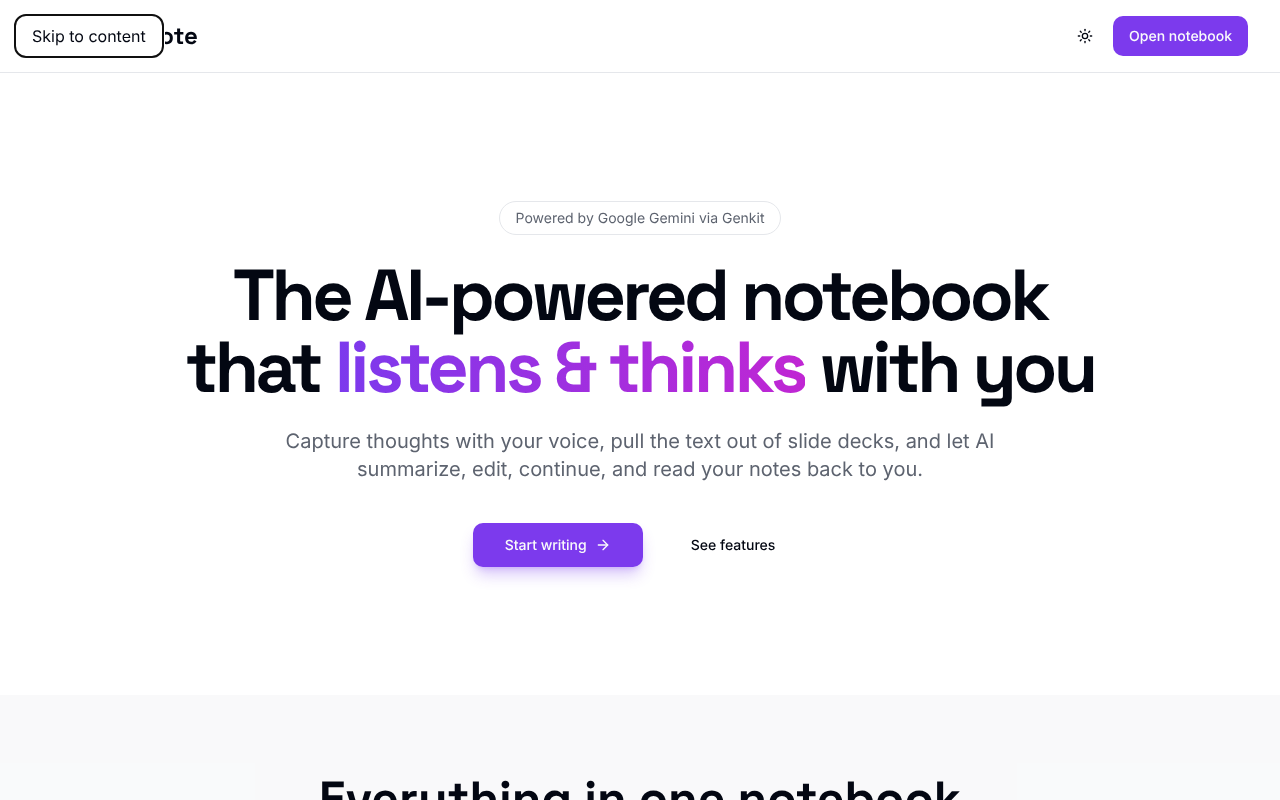 Skip to content
ote
Open notebook
Powered by Google Gemini via Genkit
The AI-powered notebook
that listens & thinks with you
Capture thoughts with your voice, pull the text out of slide decks, and let AI
summarize, edit, continue, and read your notes back to you.
Start writing
See features
Everything in one notebook